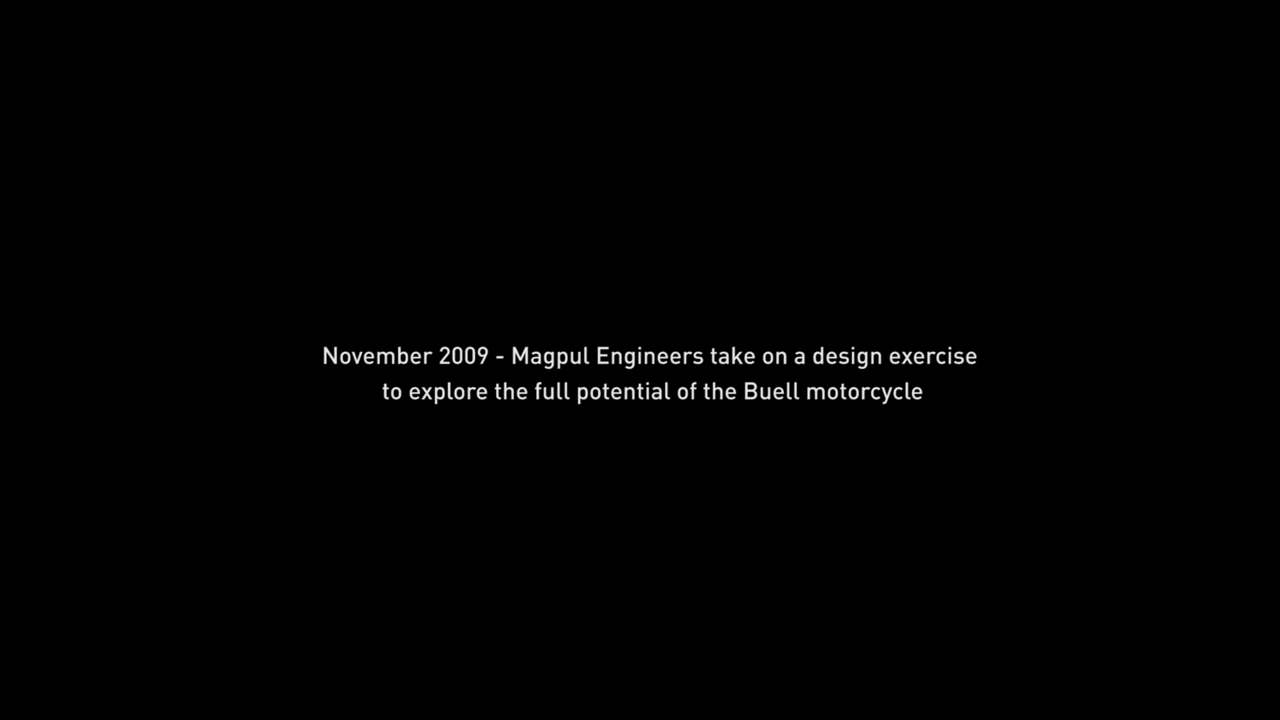 November 2009 - Magpul Engineers take on a design exercise
to explore the full potential of the Buell motorcycle